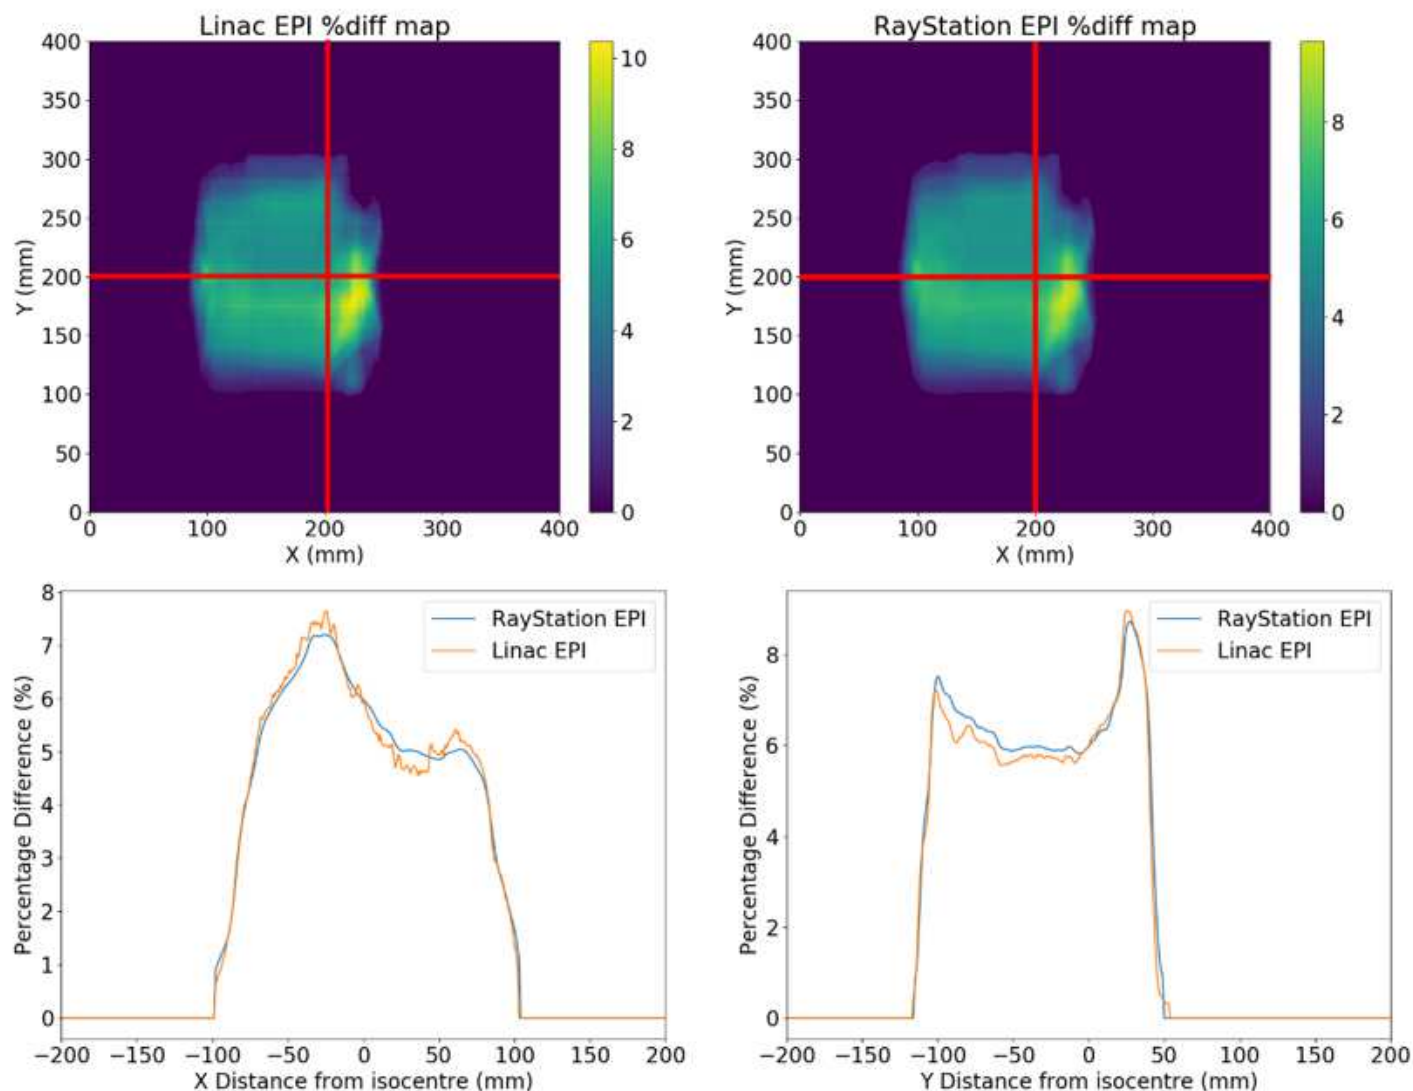 Linac EPI %diff map
400
350
300
250
200
150
100
50
0
Y (mm)
0 100 200 300 400
X (mm)
10
8
6
4
2
0
RayStation EPI %diff map
400
350
300
250
200
150
100
50
0
Y (mm)
0 100 200 300 400
X (mm)
8
6
4
2
0
8
7
6
5
4
3
2
1
0
Percentage Difference (%)
RayStation EPI
Linac EPI
−200 −150 −100 −50 0 50 100 150 200
X Distance from isocentre (mm)
8
6
4
2
0
Percentage Difference (%)
RayStation EPI
Linac EPI
−200 −150 −100 −50 0 50 100 150 200
Y Distance from isocentre (mm)